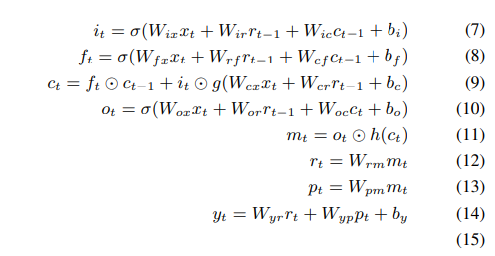 i_t = σ(W_{ix}x_t + W_{ir}r_{t−1} + W_{ic}c_{t−1} + b_i) (7)
f_t = σ(W_{fx}x_t + W_{rf}r_{t−1} + W_{cf}c_{t−1} + b_f) (8)
c_t = f_t ⊙ c_{t−1} + i_t ⊙ g(W_{cx}x_t + W_{cr}r_{t−1} + b_c) (9)
o_t = σ(W_{ox}x_t + W_{or}r_{t−1} + W_{oc}c_{t−1} + b_o) (10)
m_t = o_t ⊙ h(c_t) (11)
r_t = W_{rm}m_t (12)
p_t = W_{pm}m_t (13)
y_t = W_{yr}r_t + W_{yp}p_t + b_y (14)
(15)